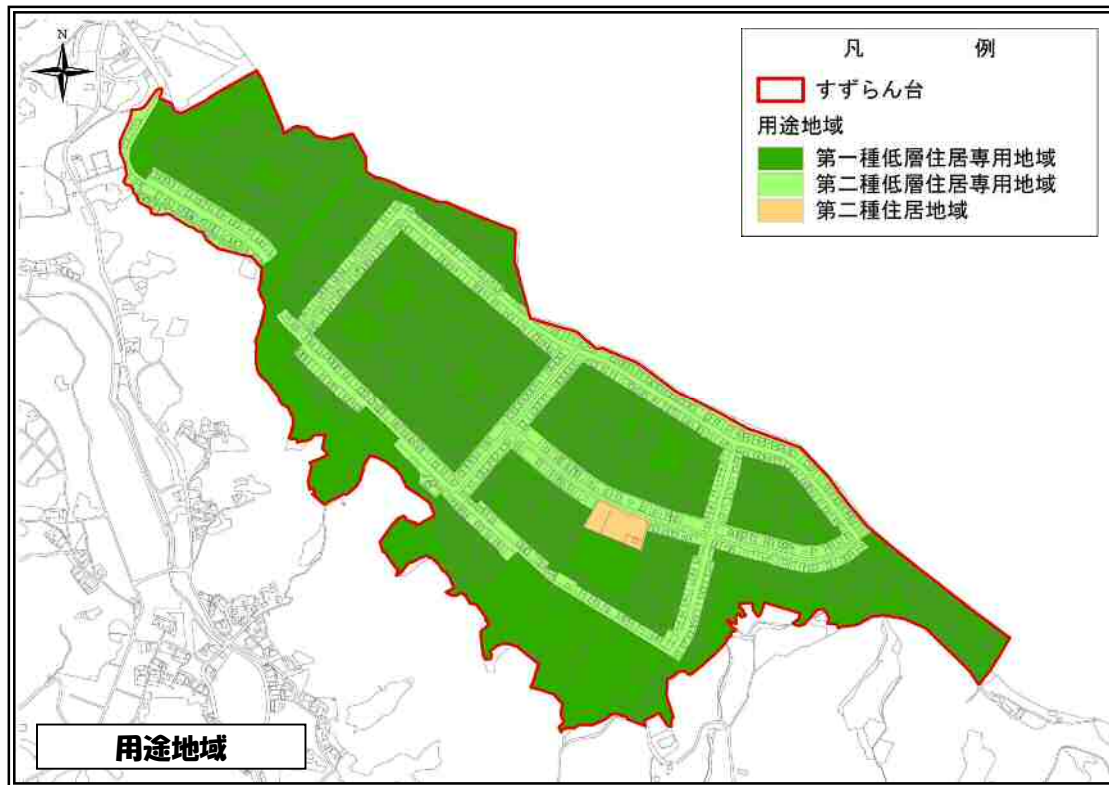 N
凡 例
すずらん台
用途地域
第一種低層住居専用地域
第二種低層住居専用地域
第二種住居地域
用途地域